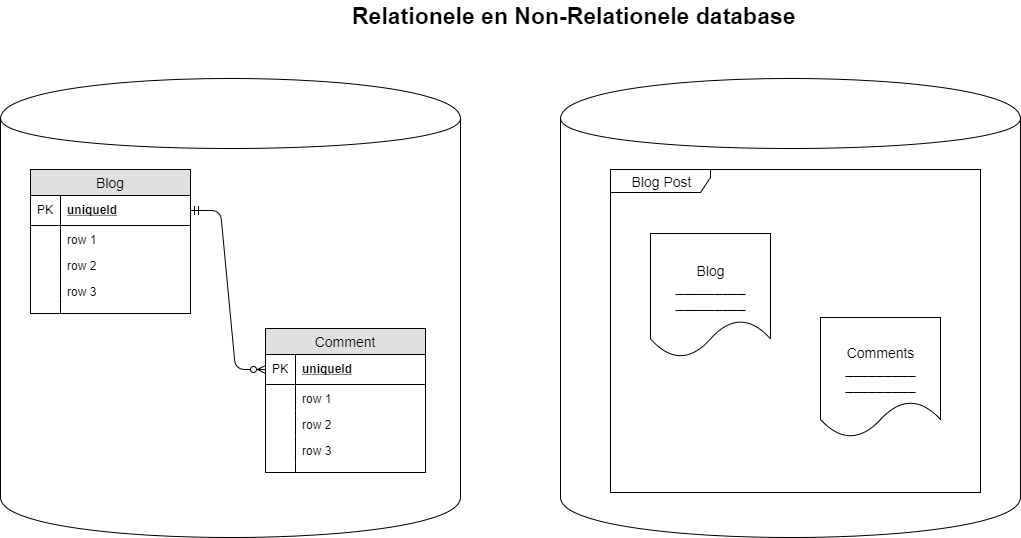 Relationele en Non-Relationele database
Blog
PK uniqueId
row 1
row 2
row 3
Comment
PK uniqueId
row 1
row 2
row 3
Blog Post
Blog
Comments